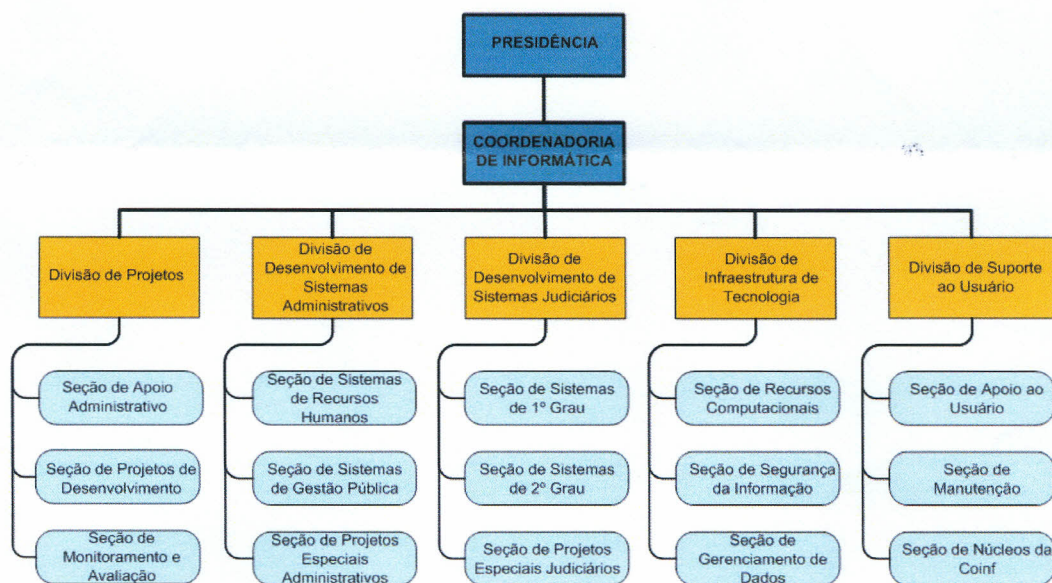 PRESIDÊNCIA
COORDENADORIA
DE INFORMÁTICA
Divisão de Projetos
Divisão de
Desenvolvimento de
Sistemas
Administrativos
Divisão de
Desenvolvimento de
Sistemas Judiciários
Divisão de
Infraestrutura de
Tecnologia
Divisão de Suporte
ao Usuário
Seção de Apoio
Administrativo
Seção de Sistemas
de Recursos
Humanos
Seção de Sistemas
de 1º Grau
Seção de Recursos
Computacionais
Seção de Apoio ao
Usuário
Seção de Projetos de
Desenvolvimento
Seção de Sistemas
de Gestão Pública
Seção de Sistemas
de 2º Grau
Seção de Segurança
da Informação
Seção de
Manutenção
Seção de
Monitoramento e
Avaliação
Seção de Projetos
Especiais
Administrativos
Seção de Projetos
Especiais Judiciários
Seção de
Gerenciamento de
Dados
Seção de Núcleos da
Coinf